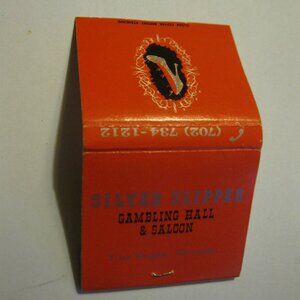 (702) 734-1212
SILVER SLIPPER
GAMBLING HALL
& SALOON
Las Vegas, Nevada